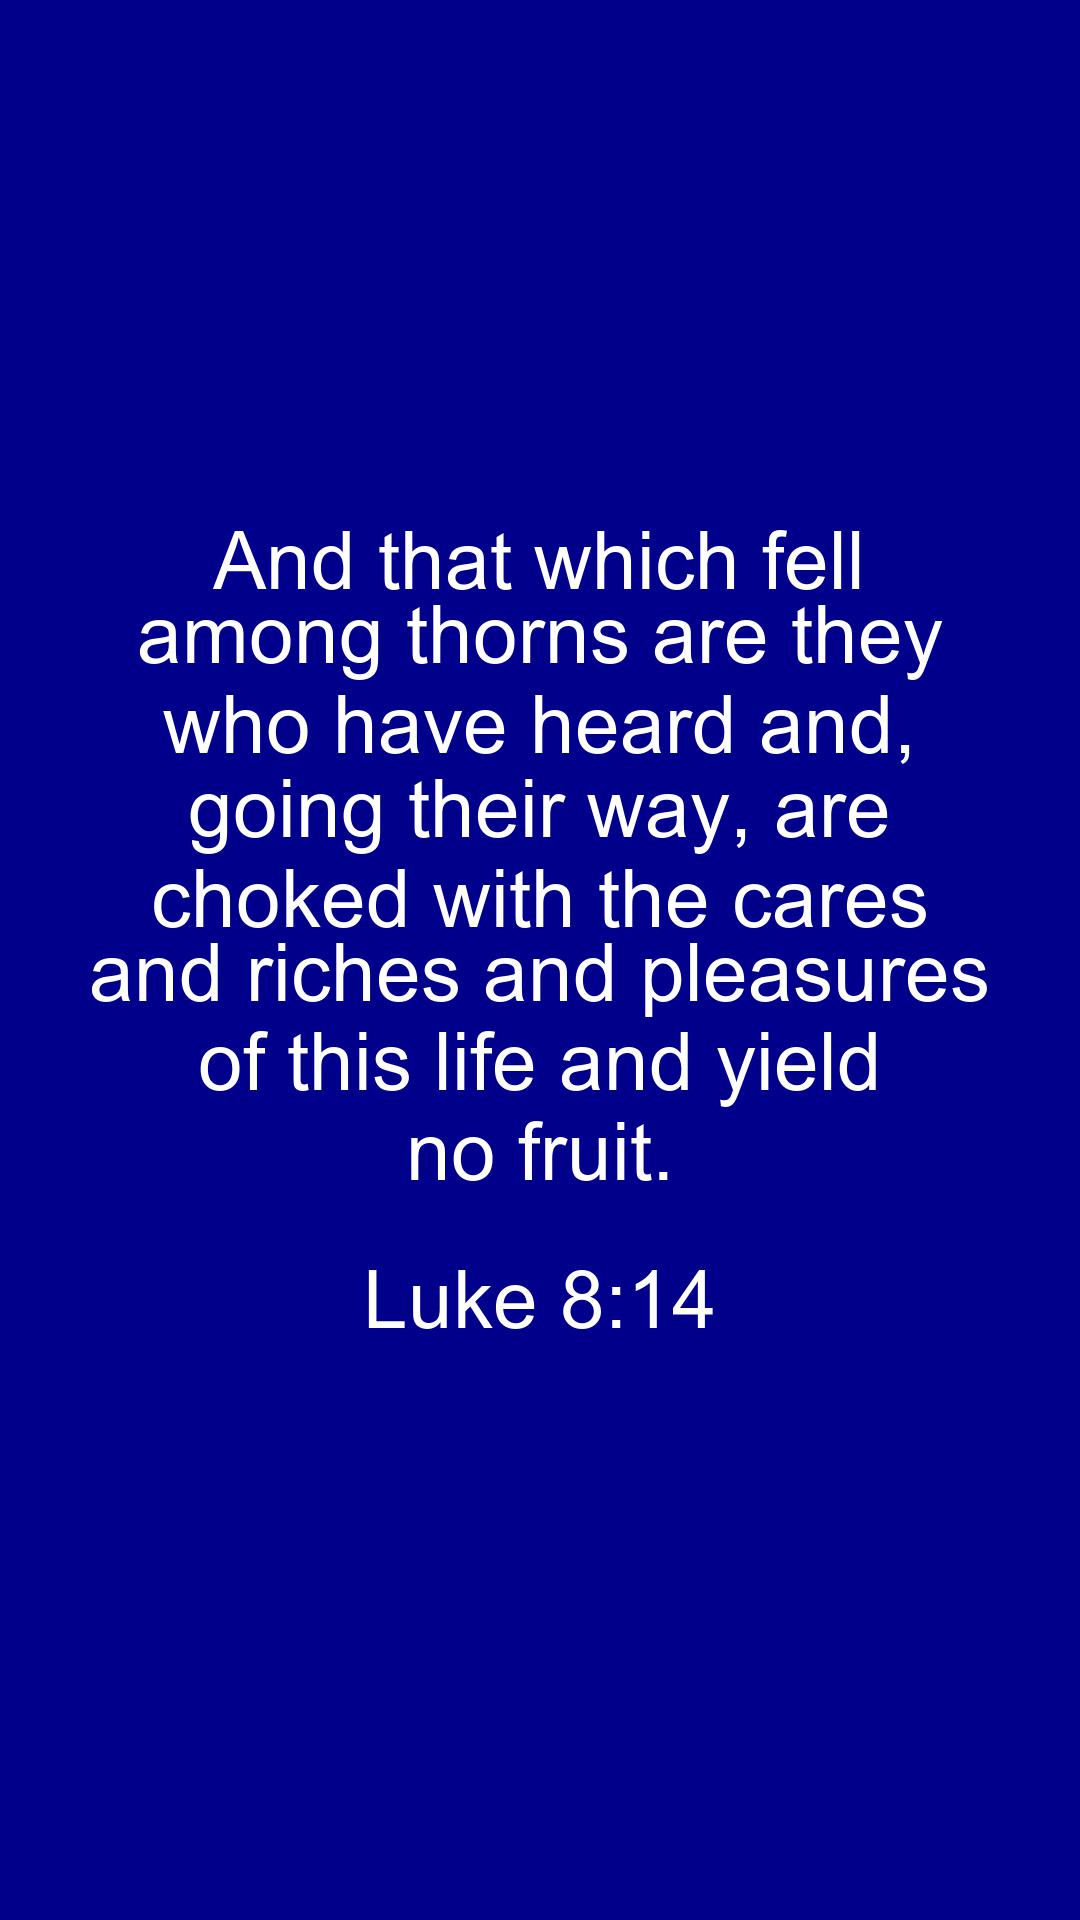 And that which fell
among thorns are they
who have heard and,
going their way, are
choked with the cares
and riches and pleasures
of this life and yield
no fruit.
Luke 8:14